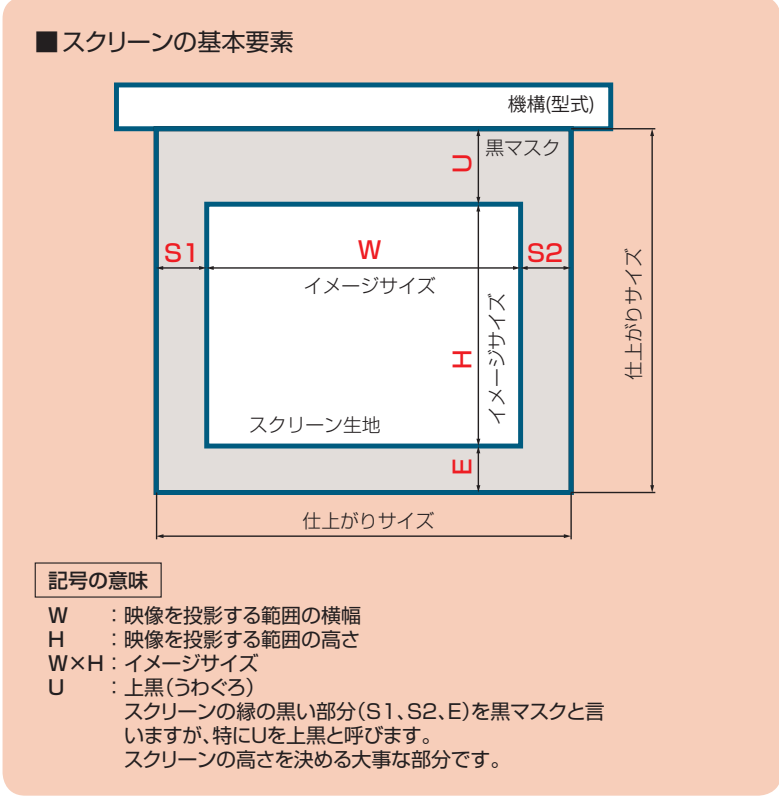 ■スクリーンの基本要素
機構(型式)
黒マスク
U
S1
W
S2
イメージサイズ
H
イメージサイズ
仕上がりサイズ
スクリーン生地
E
仕上がりサイズ
記号の意味
W ：映像を投影する範囲の横幅
H ：映像を投影する範囲の高さ
W×H：イメージサイズ
U ：上黒（うわぐろ）
スクリーンの縁の黒い部分（S1、S2、E）を黒マスクと言
いますが、特にUを上黒と呼びます。
スクリーンの高さを決める大事な部分です。